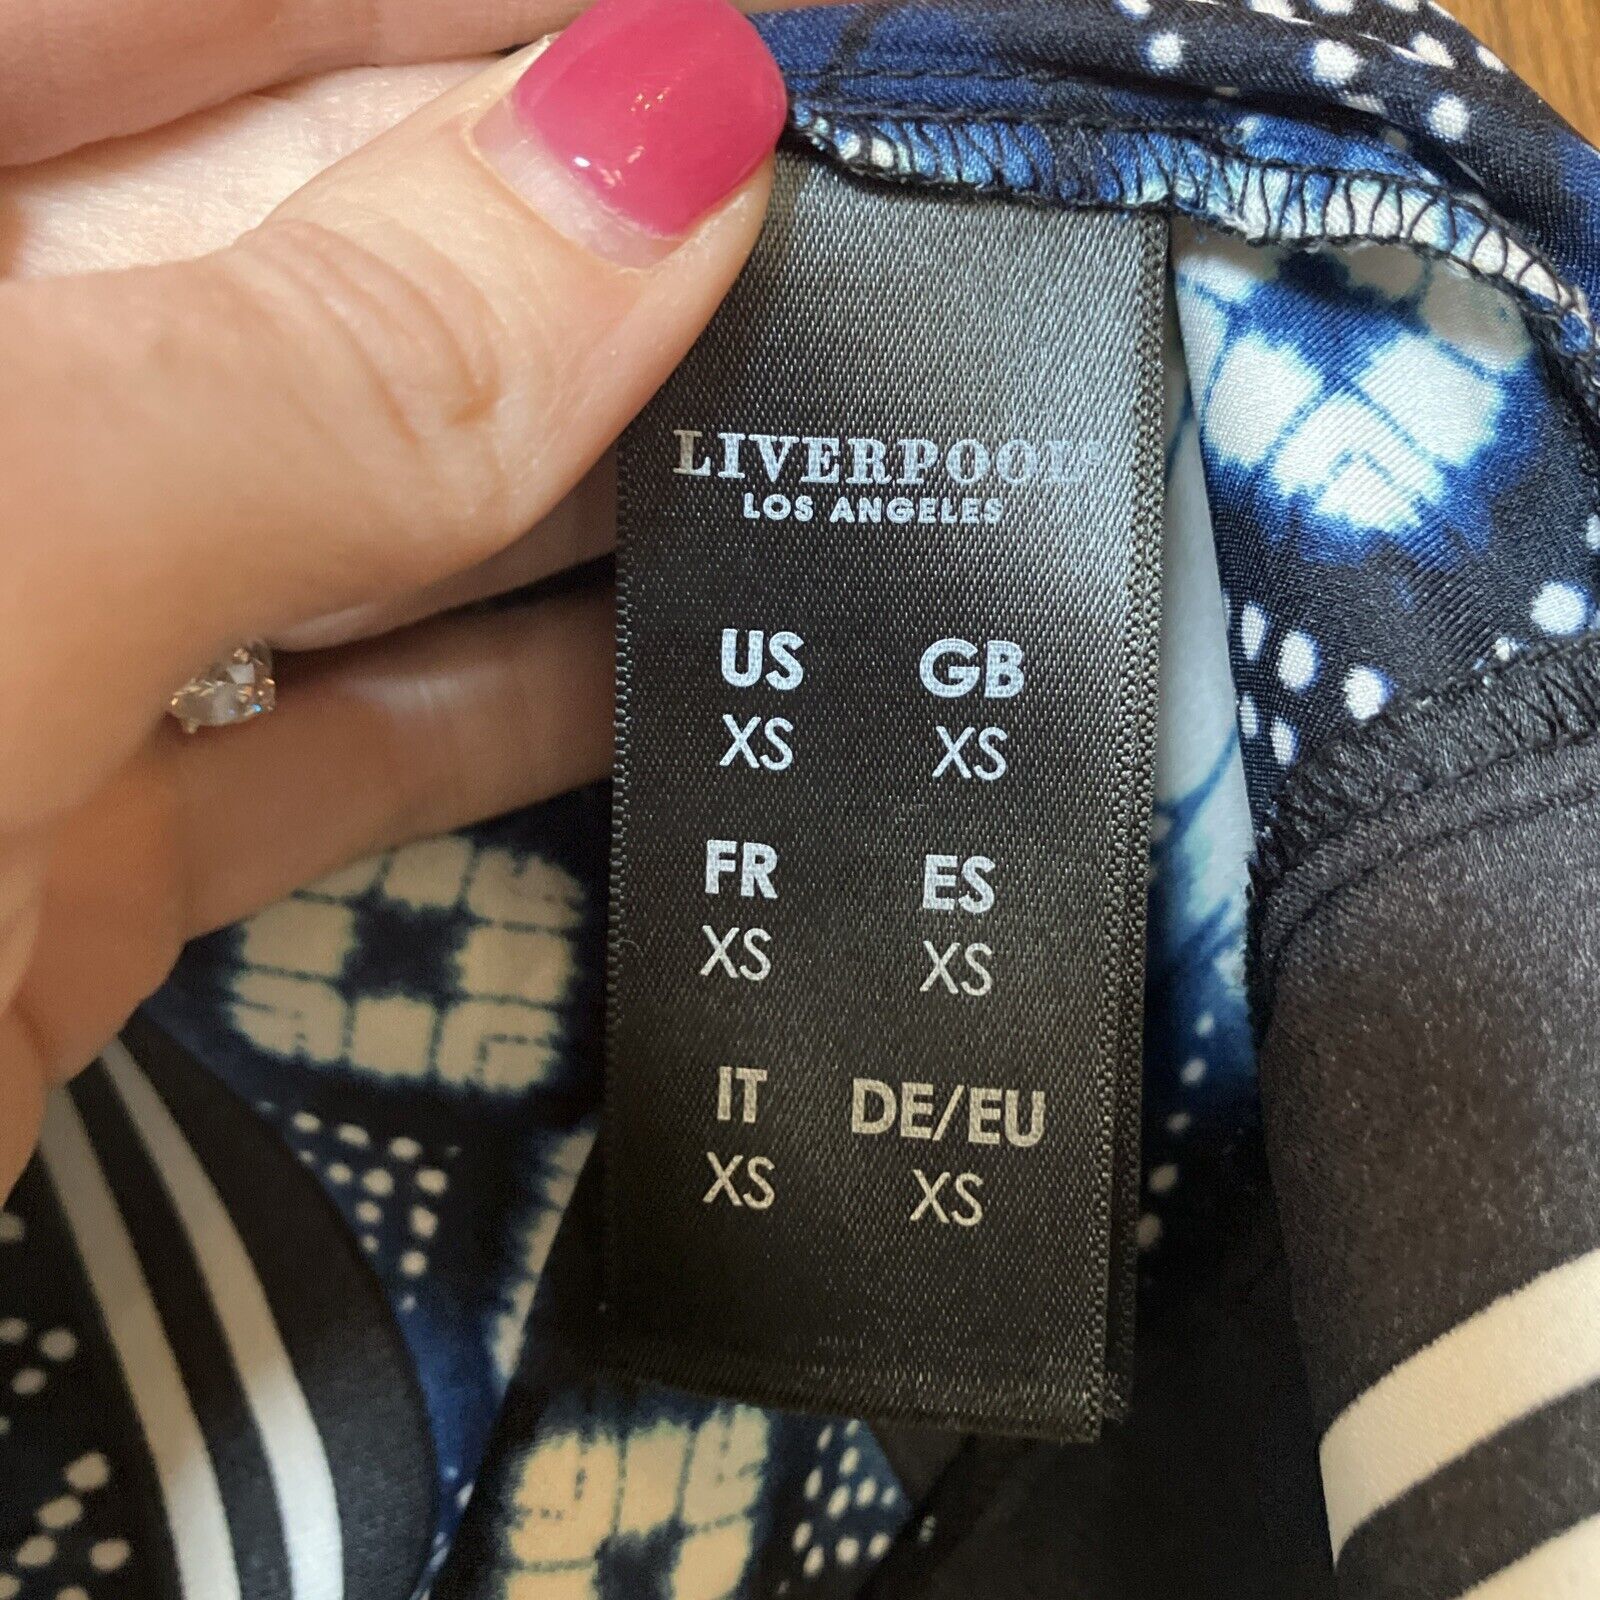 LIVERPOOL®
LOS ANGELES
US GB
XS XS
FR ES
XS XS
IT DE/EU
XS XS